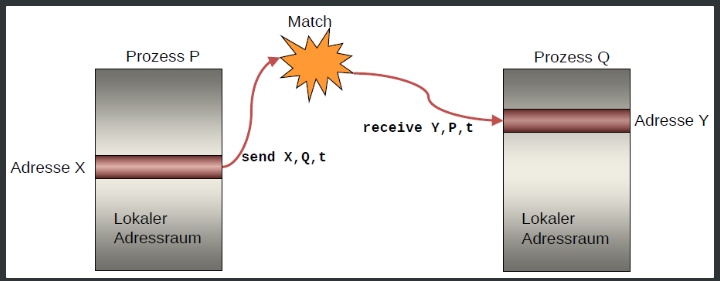 Match
Prozess P
Prozess Q
Adresse X
send X,Q,t
receive Y,P,t
Adresse Y
Lokaler
Adressraum
Lokaler
Adressraum